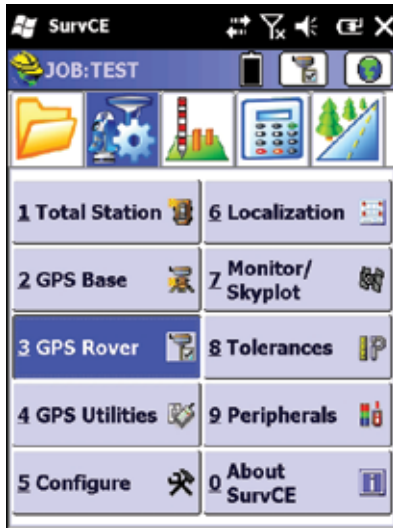 SurvCE
JOB:TEST
1 Total Station
6 Localization
2 GPS Base
7 Monitor/
Skyplot
3 GPS Rover
8 Tolerances
4 GPS Utilities
9 Peripherals
5 Configure
0 About
SurvCE